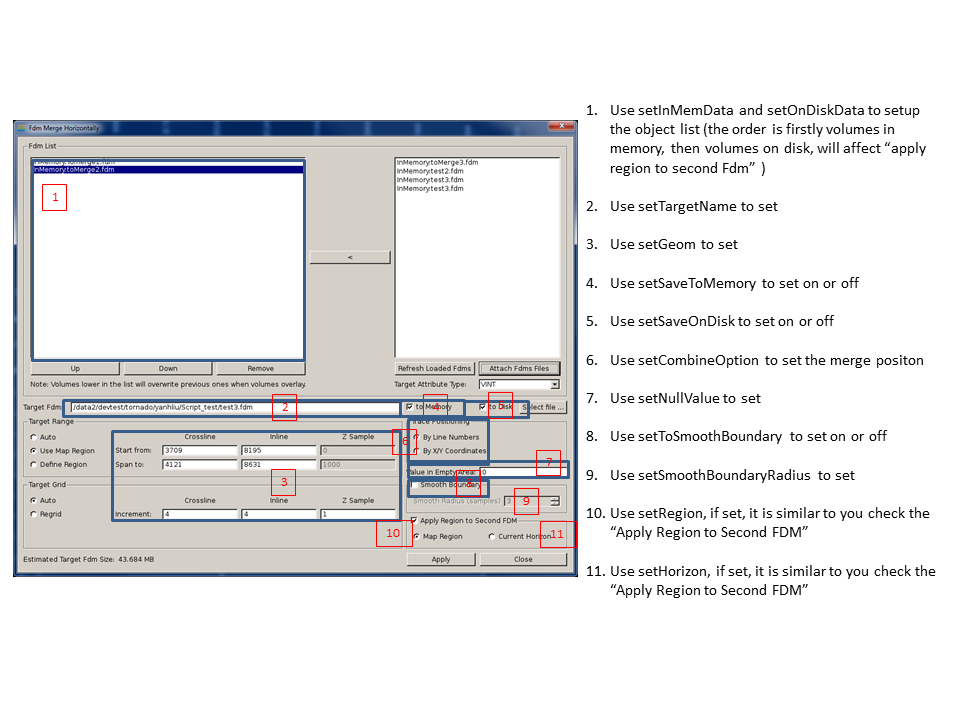 Fdm Merge Horizontally
Fdm List
InMemory:toMerge1.fdm
InMemory:toMerge2.fdm
1
<
InMemory:toMerge3.fdm
InMemory:test2.fdm
InMemory:test3.fdm
InMemory:test3.fdm
Up Down Remove
Refresh Loaded Fdms Attach Fdms Files
Note: Volumes lower in the list will overwrite previous ones when volumes overlay.
Target Attribute Type: VINT
Target Fdm: /data2/devtest/tornado/yanhlu/Script_test/test3.fdm 2 to Memory 4 to Disk Select file ...
Target Range
Auto
Use Map Region
Define Region
Crossline Inline Z Sample
Start from: 3709 8195 0
Span to: 4121 8631 1000
3
Target Grid
Auto
Regrid
Crossline Inline Z Sample
Increment: 4 4 1
Trace Positioning
6 By Line Numbers
By X/Y Coordinates
7
Value in Empty Area: 0
Smooth Boundary
Smooth Radius (samples) 3
9
Apply Region to Second FDM
10 Map Region Current Horizon 11
Estimated Target Fdm Size: 43.684 MB
Apply Close
1. Use setInMemData and setOnDiskData to setup
the object list (the order is firstly volumes in
memory, then volumes on disk, will affect “apply
region to second Fdm” )
2. Use setTargetName to set
3. Use setGeom to set
4. Use setSaveToMemory to set on or off
5. Use setSaveOnDisk to set on or off
6. Use setCombineOption to set the merge positon
7. Use setNullValue to set
8. Use setToSmoothBoundary to set on or off
9. Use setSmoothBoundaryRadius to set
10. Use setRegion, if set, it is similar to you check the
“Apply Region to Second FDM”
11. Use setHorizon, if set, it is similar to you check the
“Apply Region to Second FDM”